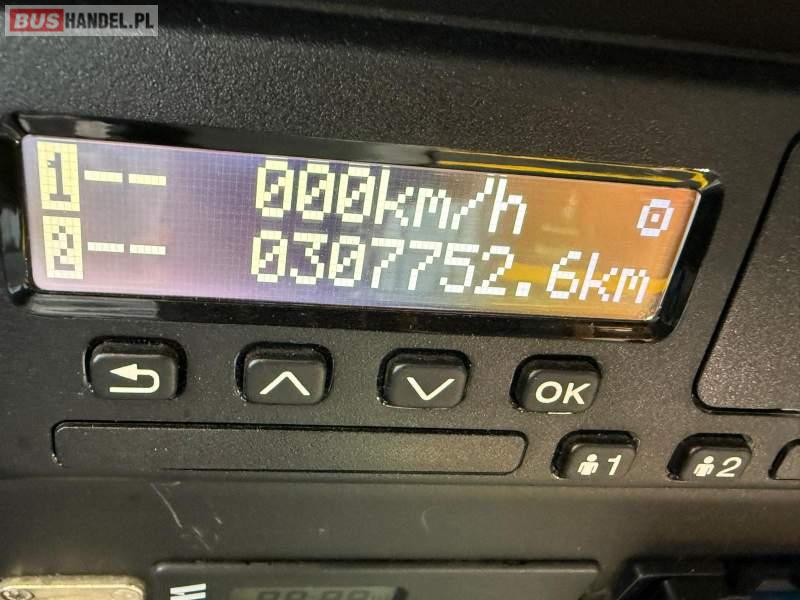 BUSHANDEL.PL
1 -- 000km/h
2 -- 0307752.6km
OK
1 2